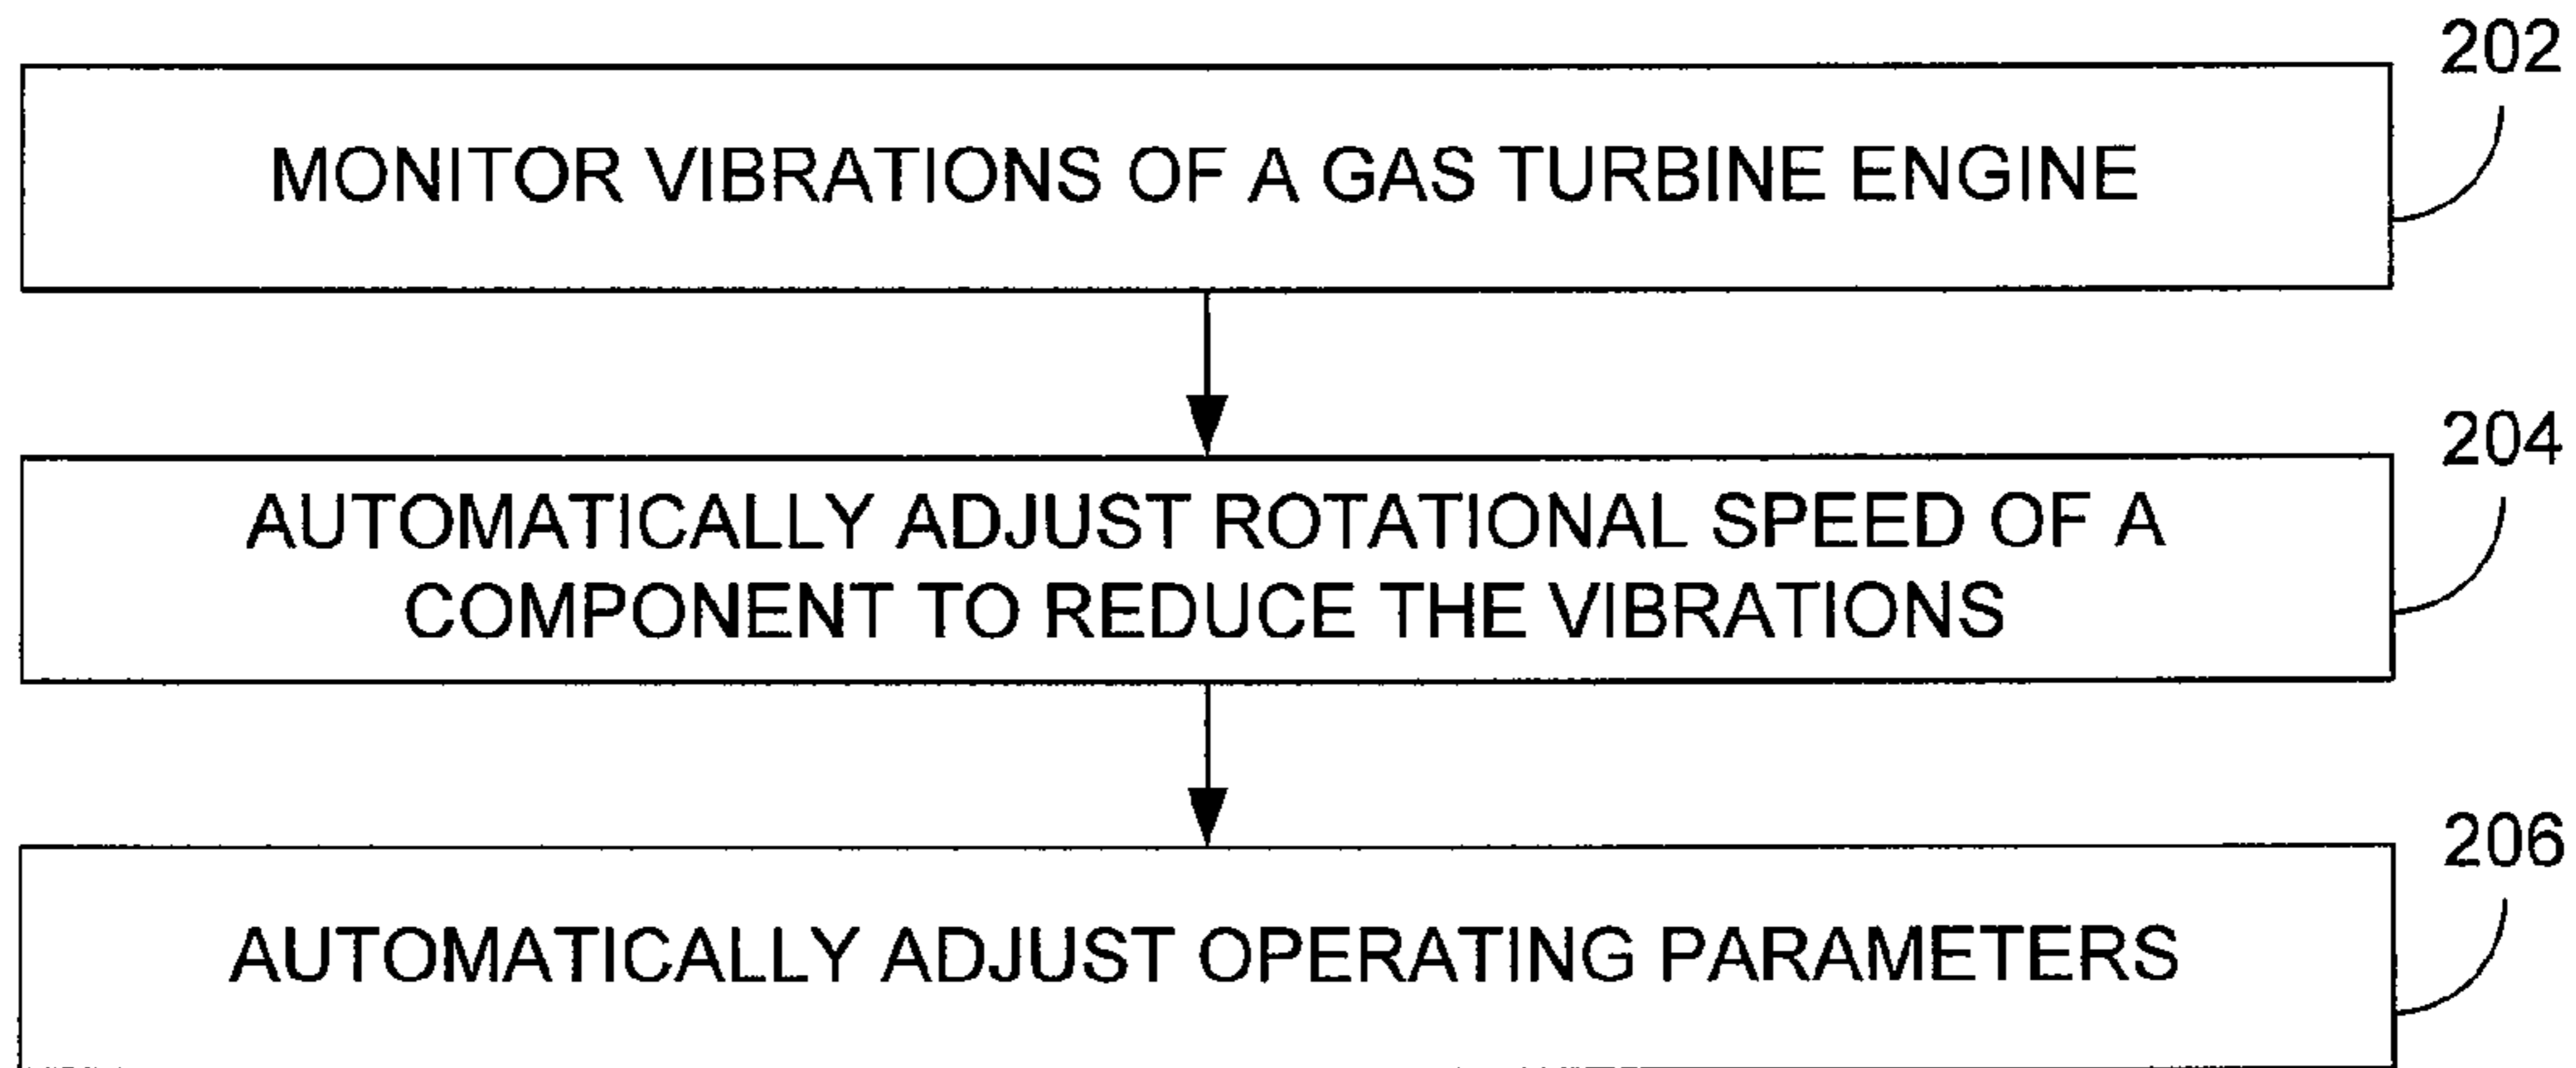 202
MONITOR VIBRATIONS OF A GAS TURBINE ENGINE
204
AUTOMATICALLY ADJUST ROTATIONAL SPEED OF A
COMPONENT TO REDUCE THE VIBRATIONS
206
AUTOMATICALLY ADJUST OPERATING PARAMETERS